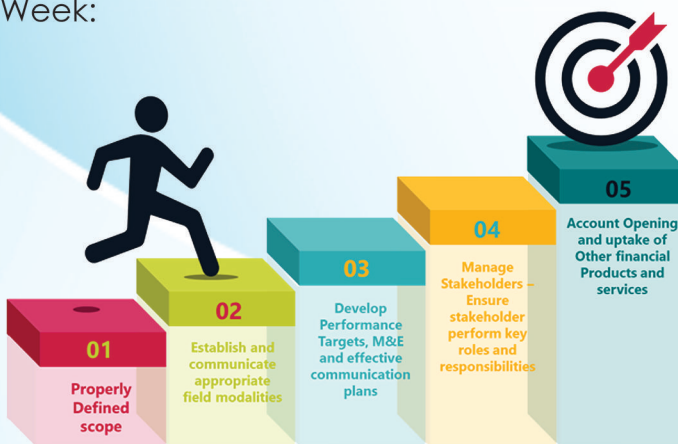 Week:
01
Properly
Defined
scope
02
Establish and
communicate
appropriate
field modalities
03
Develop
Performance
Targets, M&E
and effective
communication
plans
04
Manage
Stakeholders –
Ensure
stakeholder
perform key
roles and
responsibilities
05
Account Opening
and uptake of
Other financial
Products and
services